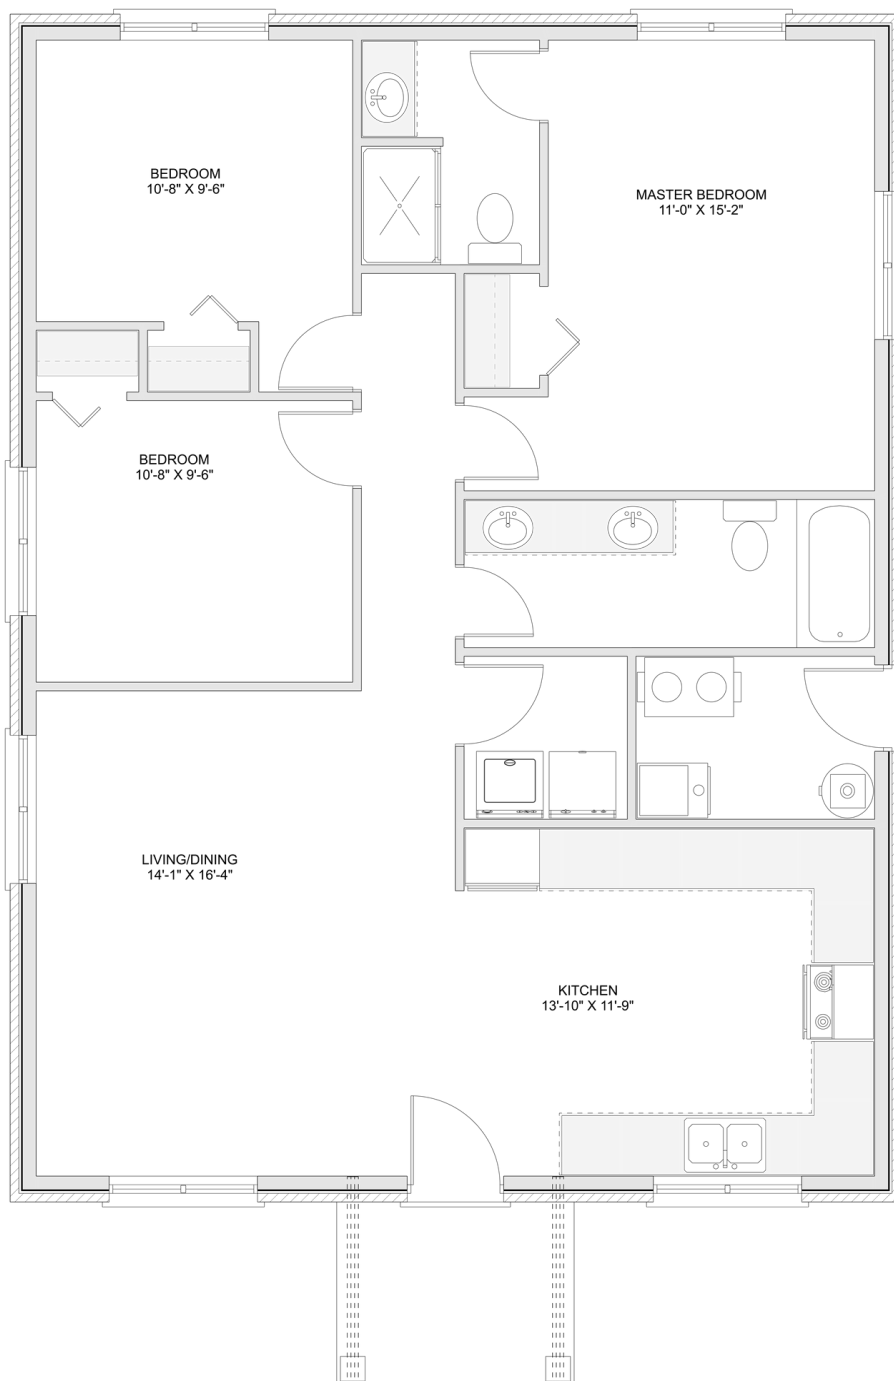 BEDROOM
10'-8" X 9'-6"
MASTER BEDROOM
11'-0" X 15'-2"
BEDROOM
10'-8" X 9'-6"
LIVING/DINING
14'-1" X 16'-4"
KITCHEN
13'-10" X 11'-9"